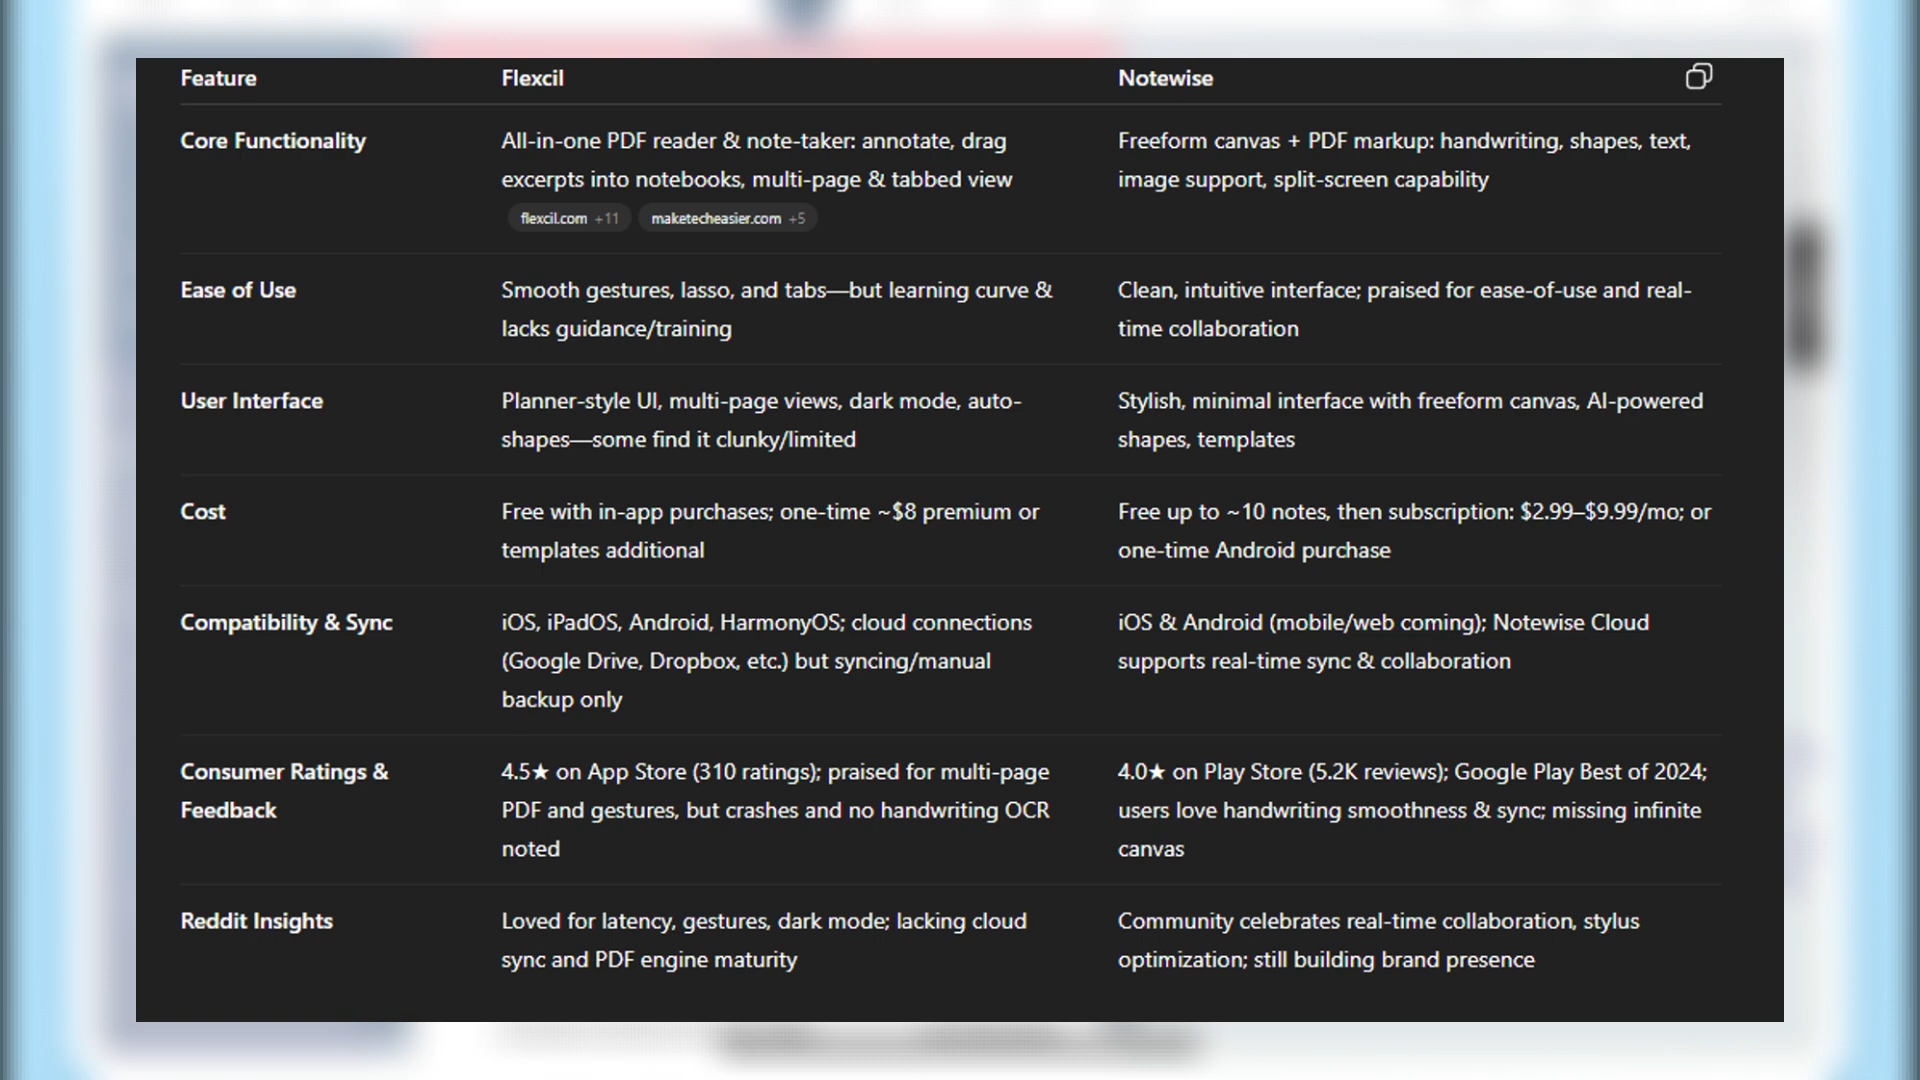 Feature Flexcil Notewise
Core Functionality
All-in-one PDF reader & note-taker: annotate, drag
excerpts into notebooks, multi-page & tabbed view
flexcil.com +11 maketecheasier.com +5
Freeform canvas + PDF markup: handwriting, shapes, text,
image support, split-screen capability
Ease of Use
Smooth gestures, lasso, and tabs—but learning curve &
lacks guidance/training
Clean, intuitive interface; praised for ease-of-use and real-
time collaboration
User Interface
Planner-style UI, multi-page views, dark mode, auto-
shapes—some find it clunky/limited
Stylish, minimal interface with freeform canvas, AI-powered
shapes, templates
Cost
Free with in-app purchases; one-time ~$8 premium or
templates additional
Free up to ~10 notes, then subscription: $2.99–$9.99/mo; or
one-time Android purchase
Compatibility & Sync
iOS, iPadOS, Android, HarmonyOS; cloud connections
(Google Drive, Dropbox, etc.) but syncing/manual
backup only
iOS & Android (mobile/web coming); Notewise Cloud
supports real-time sync & collaboration
Consumer Ratings &
Feedback
4.5★ on App Store (310 ratings); praised for multi-page
PDF and gestures, but crashes and no handwriting OCR
noted
4.0★ on Play Store (5.2K reviews); Google Play Best of 2024;
users love handwriting smoothness & sync; missing infinite
canvas
Reddit Insights
Loved for latency, gestures, dark mode; lacking cloud
sync and PDF engine maturity
Community celebrates real-time collaboration, stylus
optimization; still building brand presence